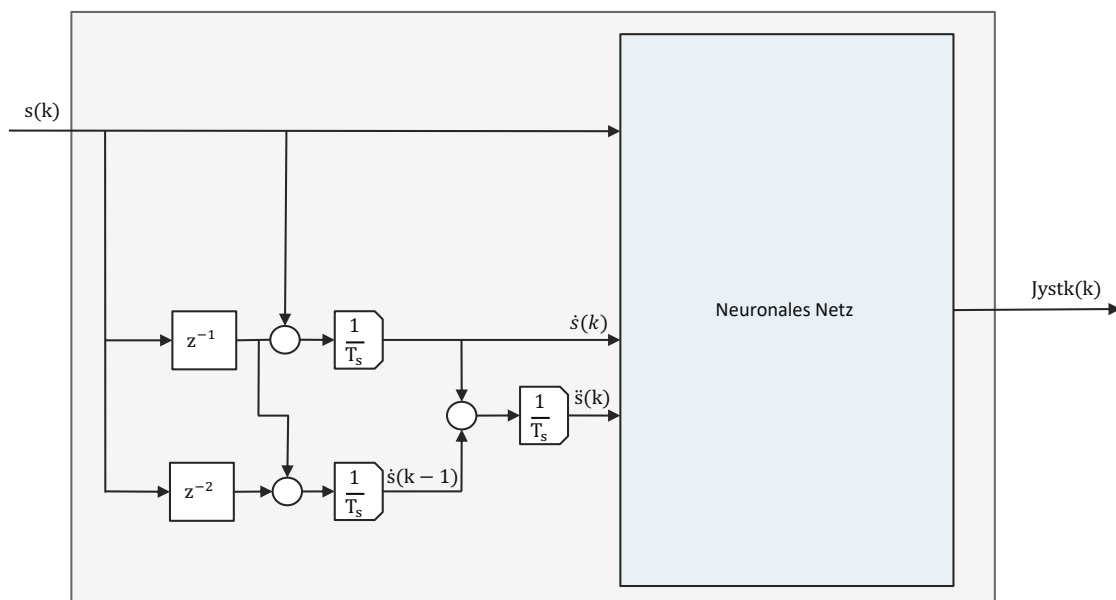 s(k)
Jystk(k)
Neuronales Netz
z⁻¹
1
Tₛ
ṡ(k)
1
Tₛ
s̈(k)
z⁻²
1
Tₛ
ṡ(k − 1)